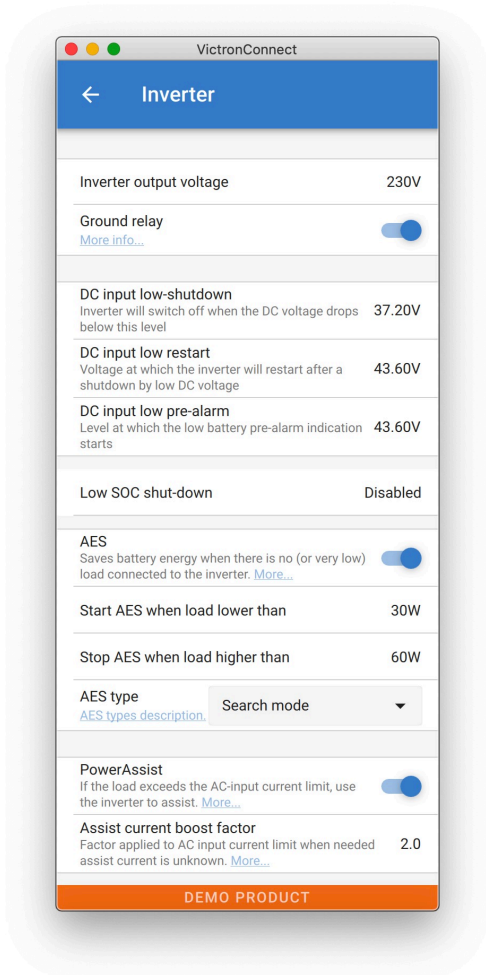 VictronConnect
Inverter
Inverter output voltage 230V
Ground relay
More info...
DC input low-shutdown
Inverter will switch off when the DC voltage drops 37.20V
below this level
DC input low restart
Voltage at which the inverter will restart after a 43.60V
shutdown by low DC voltage
DC input low pre-alarm
Level at which the low battery pre-alarm indication 43.60V
starts
Low SOC shut-down Disabled
AES
Saves battery energy when there is no (or very low)
load connected to the inverter. More...
Start AES when load lower than 30W
Stop AES when load higher than 60W
AES type Search mode
AES types description.
PowerAssist
If the load exceeds the AC-input current limit, use
the inverter to assist. More...
Assist current boost factor
Factor applied to AC input current limit when needed 2.0
assist current is unknown. More...
DEMO PRODUCT